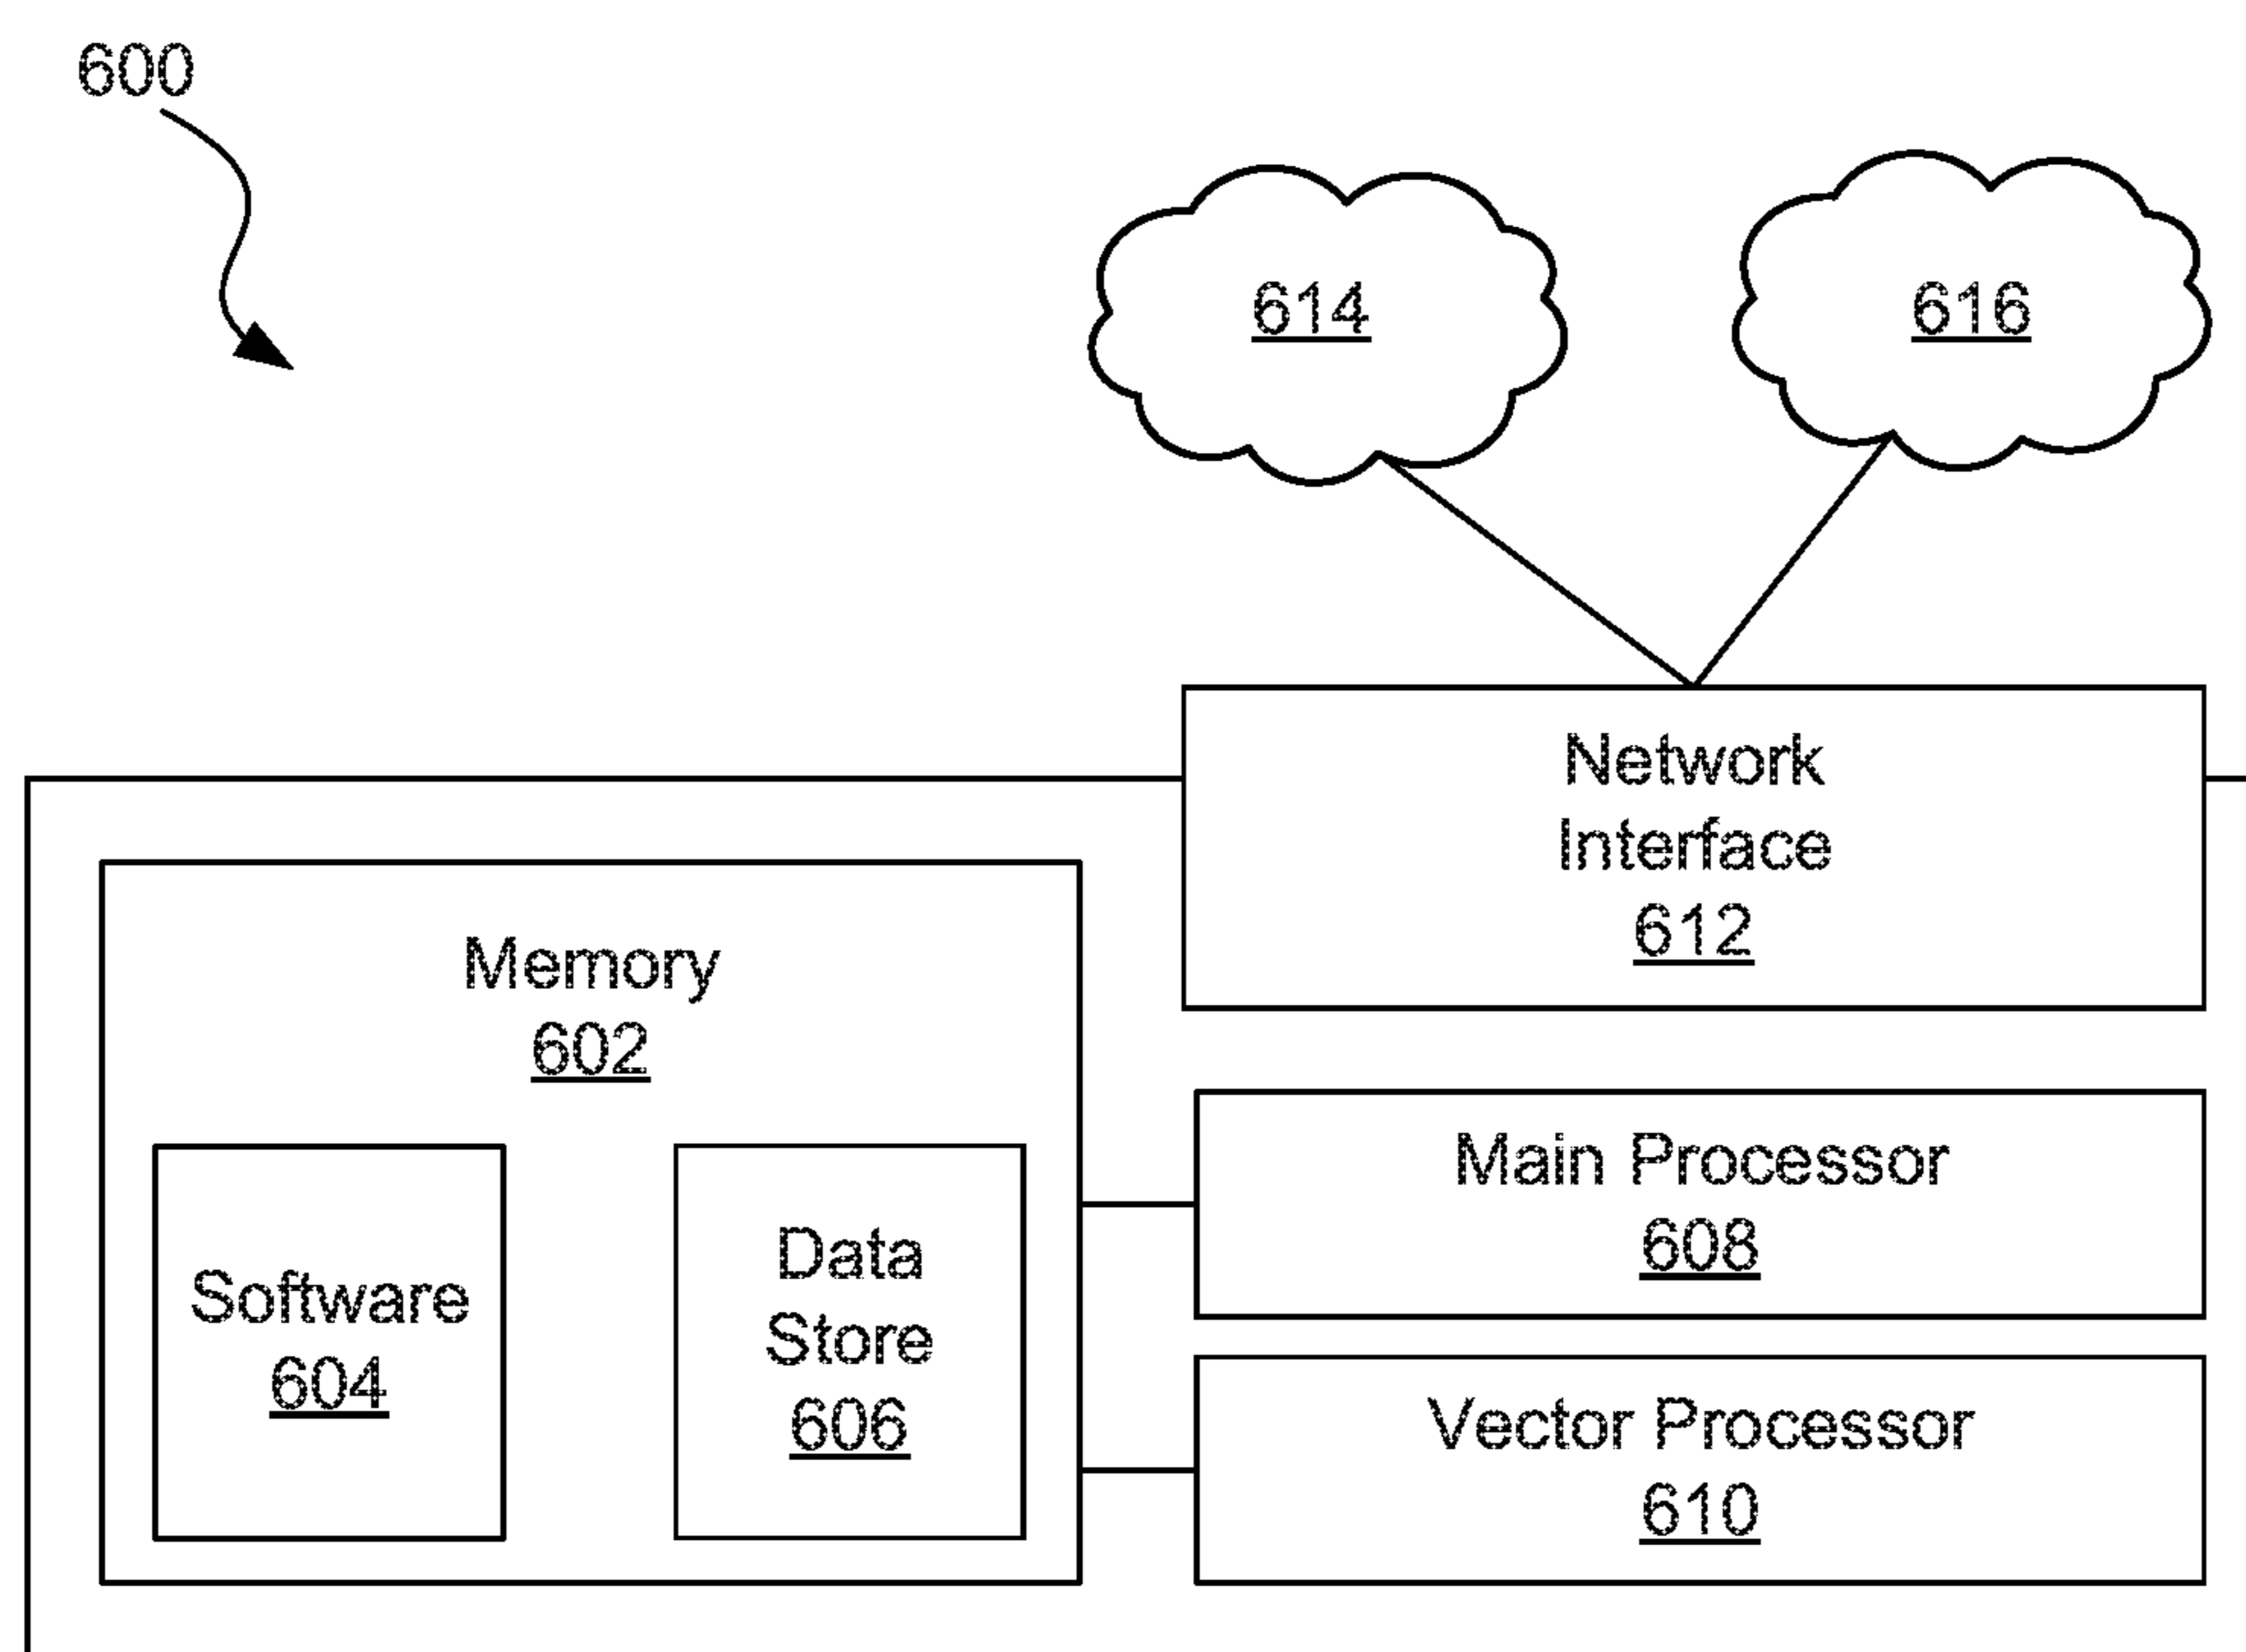 600
614
616
Network
Interface
612
Memory
602
Software
604
Data
Store
606
Main Processor
608
Vector Processor
610